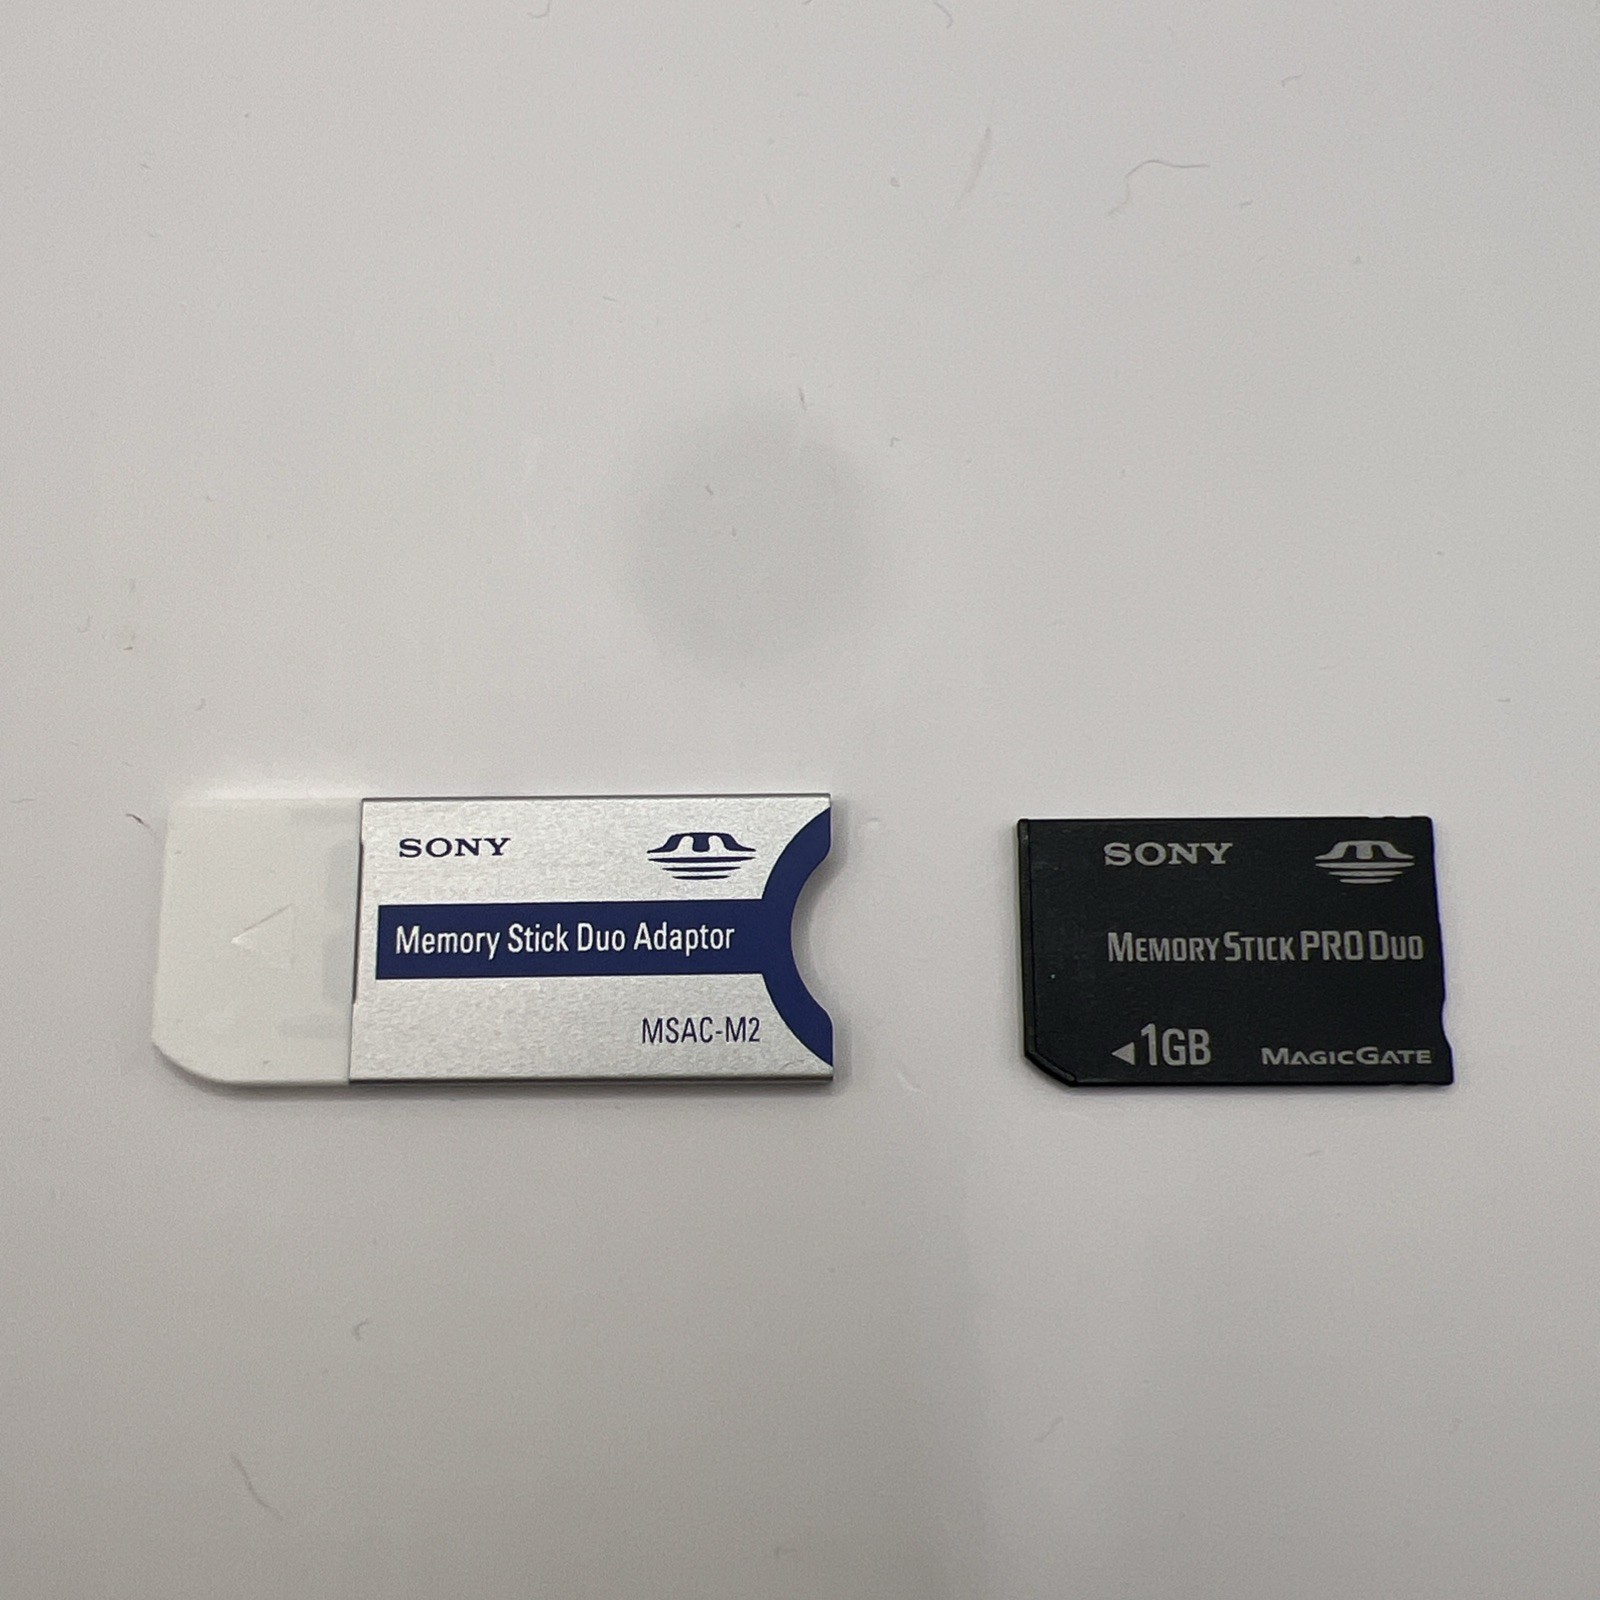 SONY
Memory Stick Duo Adaptor
MSAC-M2
SONY
MEMORY STICK PRO DUO
1GB
MAGICGATE